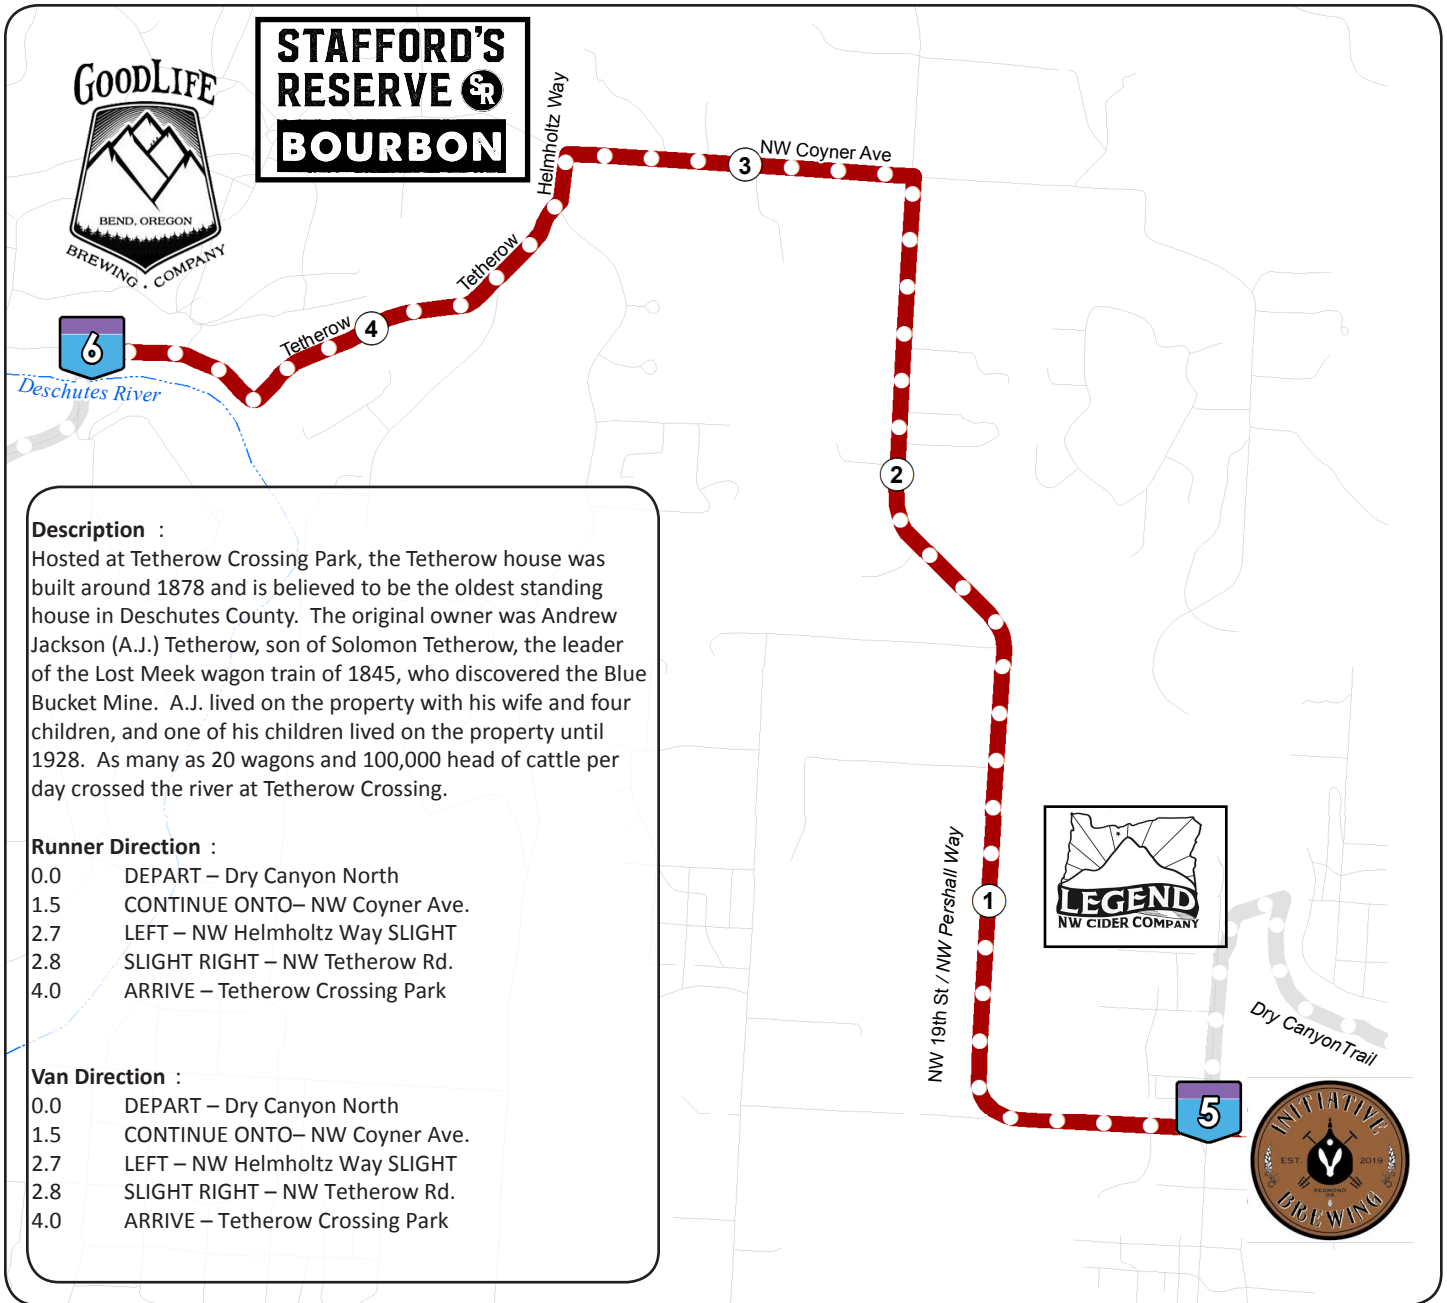 GOODLIFE
BEND, OREGON
BREWING . COMPANY
STAFFORD'S
RESERVE SR
BOURBON
Helmholtz Way
NW Coyner Ave
3
Tetherow
Tetherow
4
6
Deschutes River
2
Description :
Hosted at Tetherow Crossing Park, the Tetherow house was
built around 1878 and is believed to be the oldest standing
house in Deschutes County. The original owner was Andrew
Jackson (A.J.) Tetherow, son of Solomon Tetherow, the leader
of the Lost Meek wagon train of 1845, who discovered the Blue
Bucket Mine. A.J. lived on the property with his wife and four
children, and one of his children lived on the property until
1928. As many as 20 wagons and 100,000 head of cattle per
day crossed the river at Tetherow Crossing.
Runner Direction :
0.0 DEPART – Dry Canyon North
1.5 CONTINUE ONTO– NW Coyner Ave.
2.7 LEFT – NW Helmholtz Way SLIGHT
2.8 SLIGHT RIGHT – NW Tetherow Rd.
4.0 ARRIVE – Tetherow Crossing Park
Van Direction :
0.0 DEPART – Dry Canyon North
1.5 CONTINUE ONTO– NW Coyner Ave.
2.7 LEFT – NW Helmholtz Way SLIGHT
2.8 SLIGHT RIGHT – NW Tetherow Rd.
4.0 ARRIVE – Tetherow Crossing Park
NW 19th St / NW Pershall Way
1
LEGEND
NW CIDER COMPANY
Dry Canyon Trail
5
INITIATIVE
EST. 2019
REDMOND
OR
BREWING